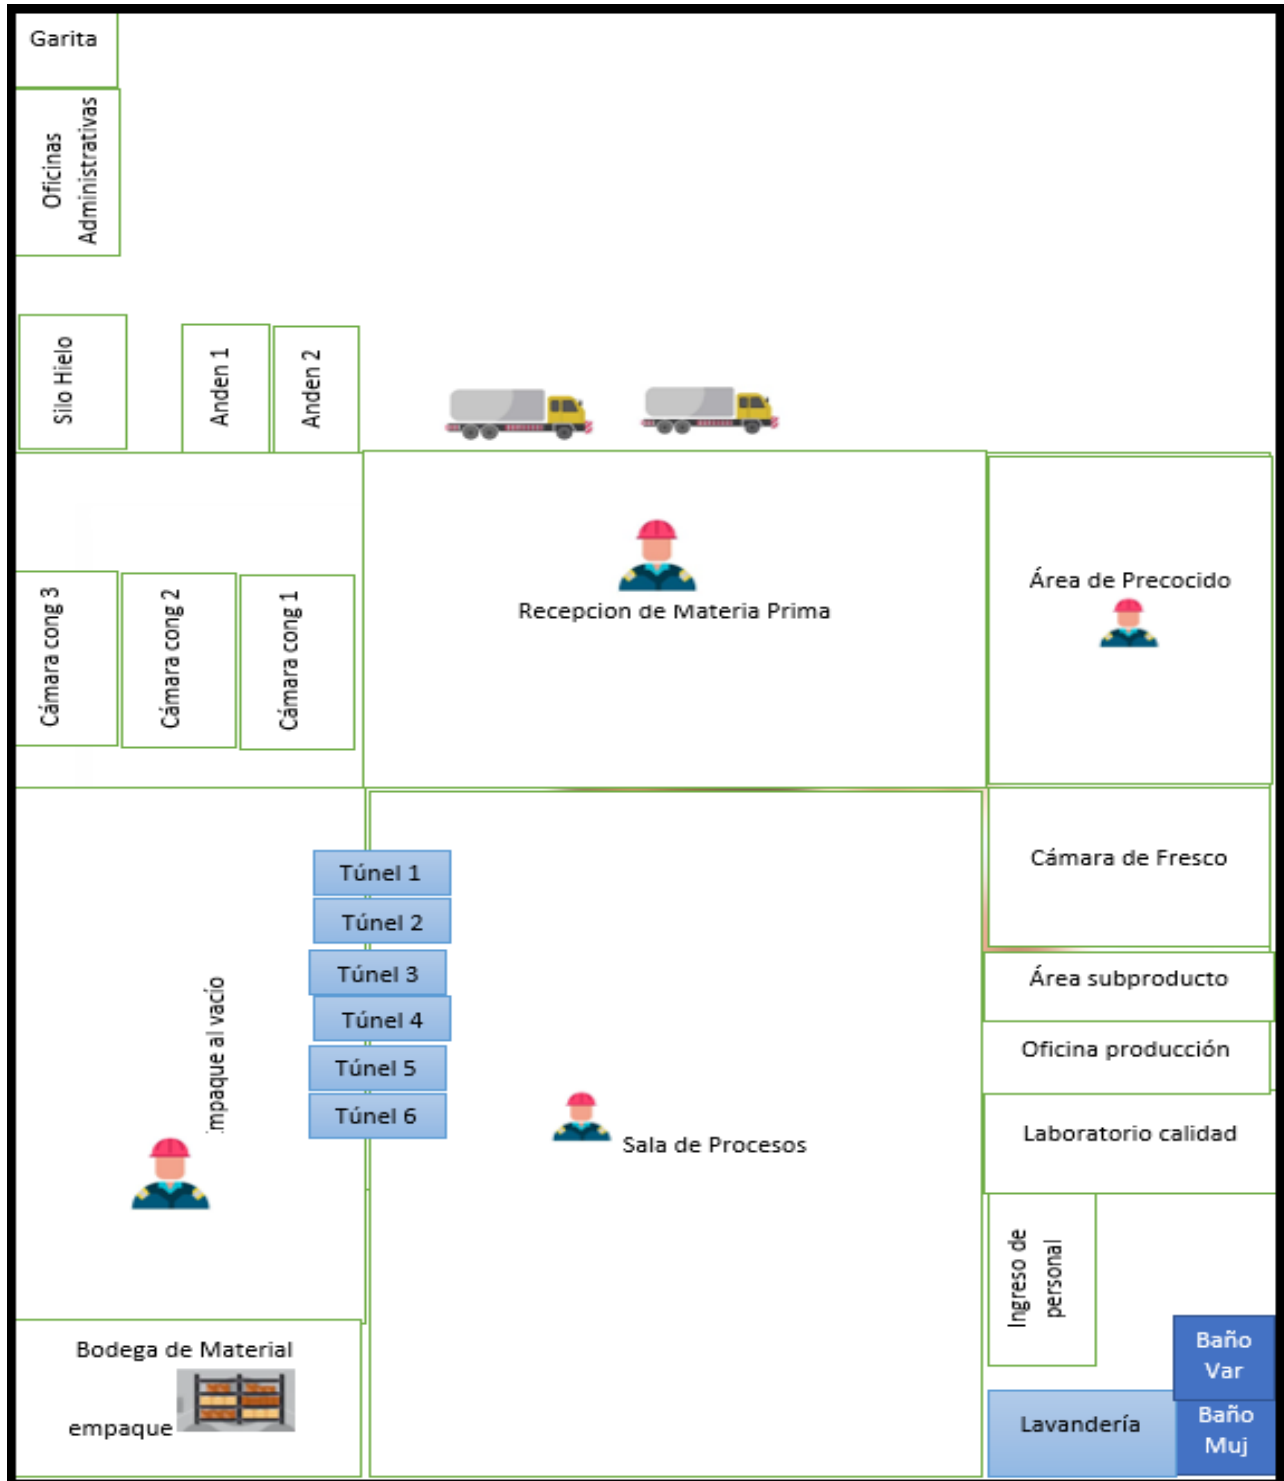 Garita
Oficinas
Administrativas
Silo Hielo
Anden 1
Anden 2
Recepcion de Materia Prima
Área de Precocido
Cámara cong 3
Cámara cong 2
Cámara cong 1
Cámara de Fresco
Túnel 1
Túnel 2
Túnel 3
Túnel 4
Túnel 5
Túnel 6
mpaque al vacío
Sala de Procesos
Área subproducto
Oficina producción
Laboratorio calidad
Ingreso de
personal
Bodega de Material
empaque
Baño
Var
Lavandería
Baño
Muj